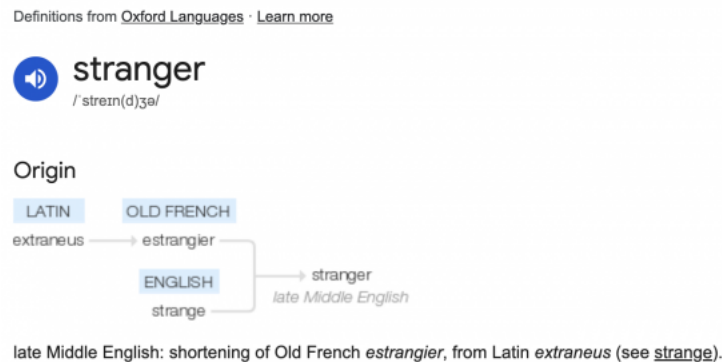 Definitions from Oxford Languages · Learn more
stranger
/ˈstreɪn(d)ʒə/
Origin
LATIN OLD FRENCH
extraneus estrangier
ENGLISH stranger
strange late Middle English
late Middle English: shortening of Old French estrangier, from Latin extraneus (see strange).